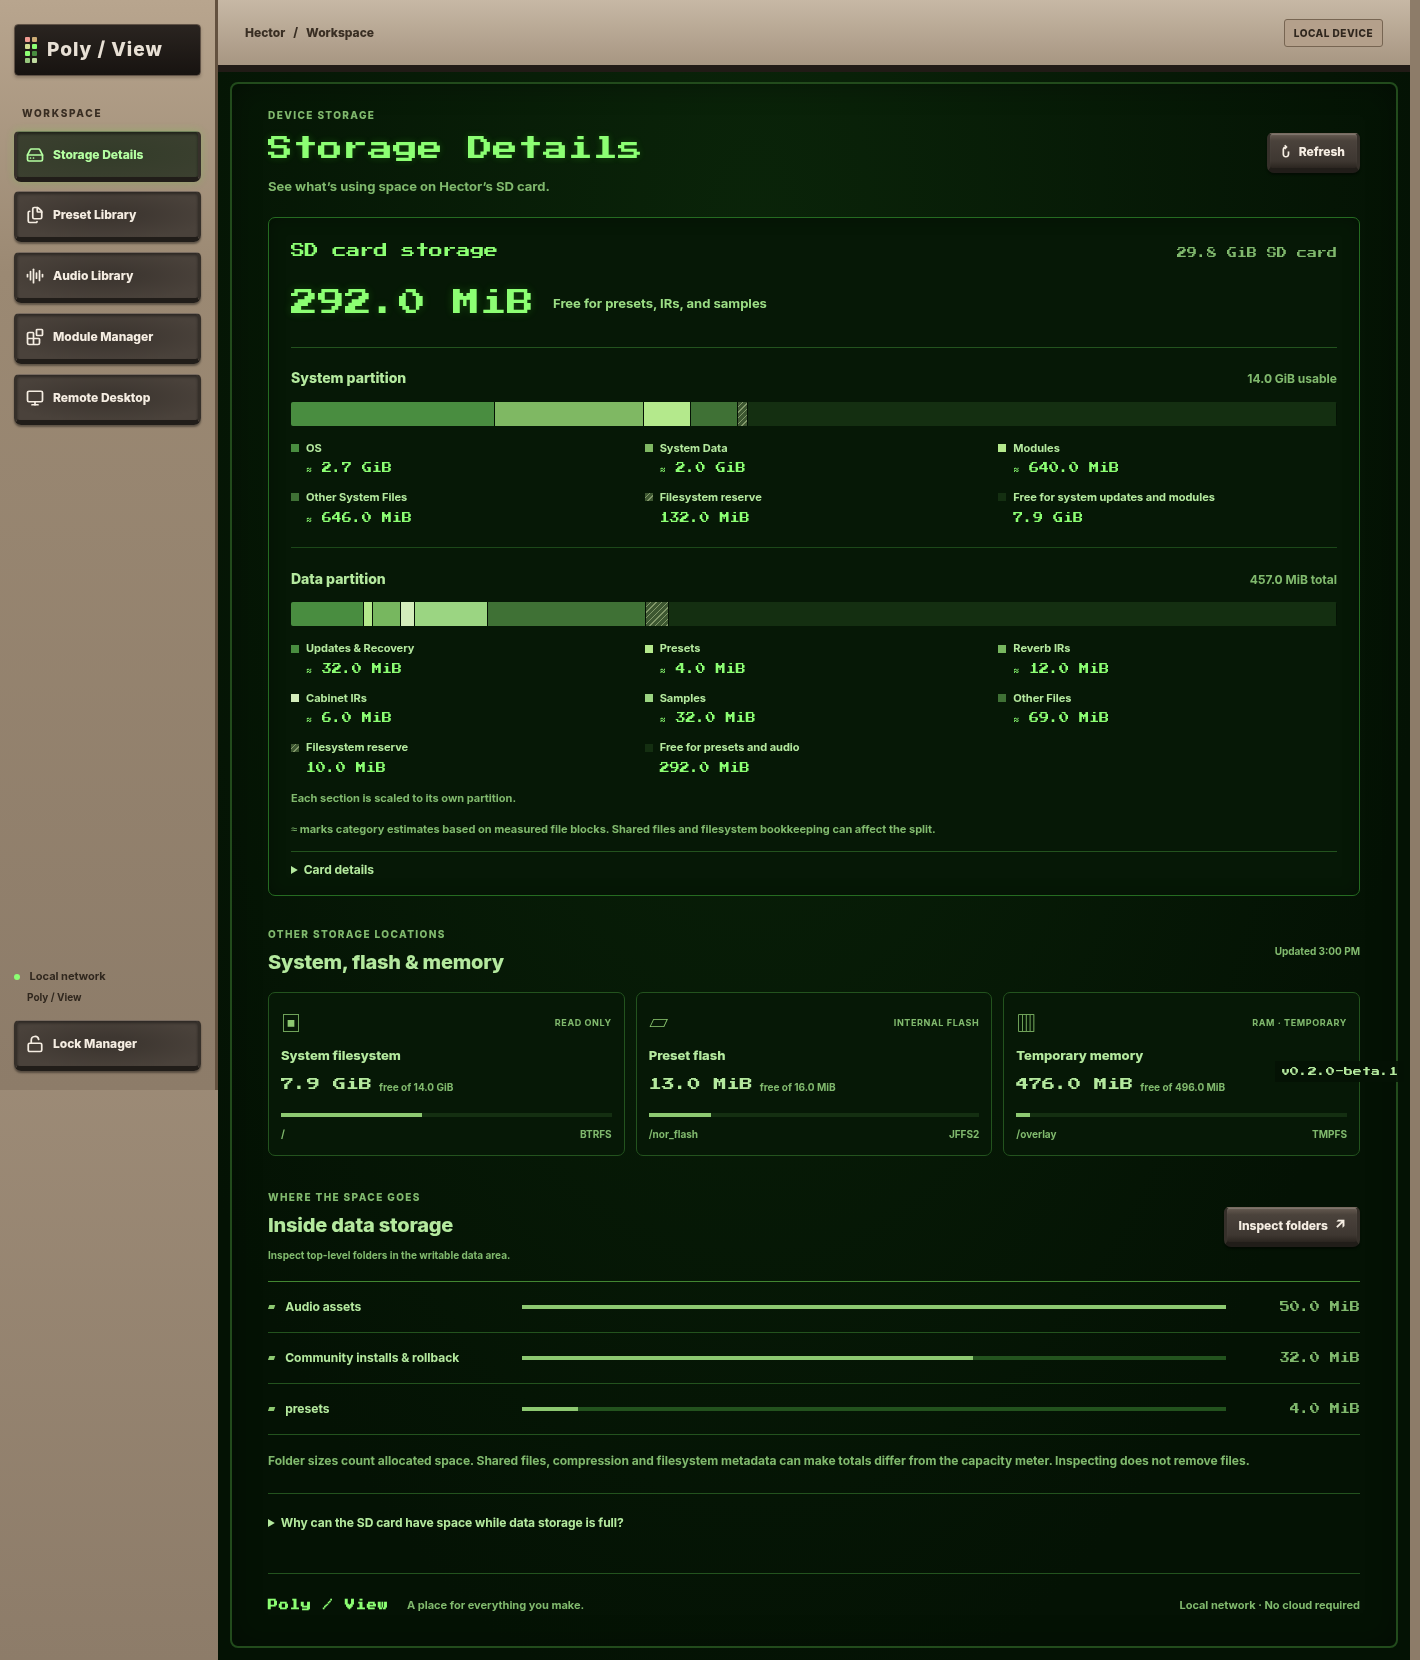 Poly / View
WORKSPACE
Storage Details
Preset Library
Audio Library
Module Manager
Remote Desktop
Local network
Poly / View
Lock Manager
Hector / Workspace
LOCAL DEVICE
DEVICE STORAGE
Storage Details
Refresh
See what’s using space on Hector’s SD card.
SD card storage
29.8 GiB SD card
292.0 MiB Free for presets, IRs, and samples
System partition
14.0 GiB usable
OS
≈ 2.7 GiB
System Data
≈ 2.0 GiB
Modules
≈ 640.0 MiB
Other System Files
≈ 646.0 MiB
Filesystem reserve
132.0 MiB
Free for system updates and modules
7.9 GiB
Data partition
457.0 MiB total
Updates & Recovery
≈ 32.0 MiB
Presets
≈ 4.0 MiB
Reverb IRs
≈ 12.0 MiB
Cabinet IRs
≈ 6.0 MiB
Samples
≈ 32.0 MiB
Other Files
≈ 69.0 MiB
Filesystem reserve
10.0 MiB
Free for presets and audio
292.0 MiB
Each section is scaled to its own partition.
≈ marks category estimates based on measured file blocks. Shared files and filesystem bookkeeping can affect the split.
Card details
OTHER STORAGE LOCATIONS
System, flash & memory
Updated 3:00 PM
READ ONLY
System filesystem
7.9 GiB free of 14.0 GiB
/
BTRFS
INTERNAL FLASH
Preset flash
13.0 MiB free of 16.0 MiB
/nor_flash
JFFS2
RAM · TEMPORARY
Temporary memory
476.0 MiB free of 496.0 MiB
/overlay
TMPFS
v0.2.0-beta.1
WHERE THE SPACE GOES
Inside data storage
Inspect folders
Inspect top-level folders in the writable data area.
Audio assets
50.0 MiB
Community installs & rollback
32.0 MiB
presets
4.0 MiB
Folder sizes count allocated space. Shared files, compression and filesystem metadata can make totals differ from the capacity meter. Inspecting does not remove files.
Why can the SD card have space while data storage is full?
Poly / View
A place for everything you make.
Local network · No cloud required